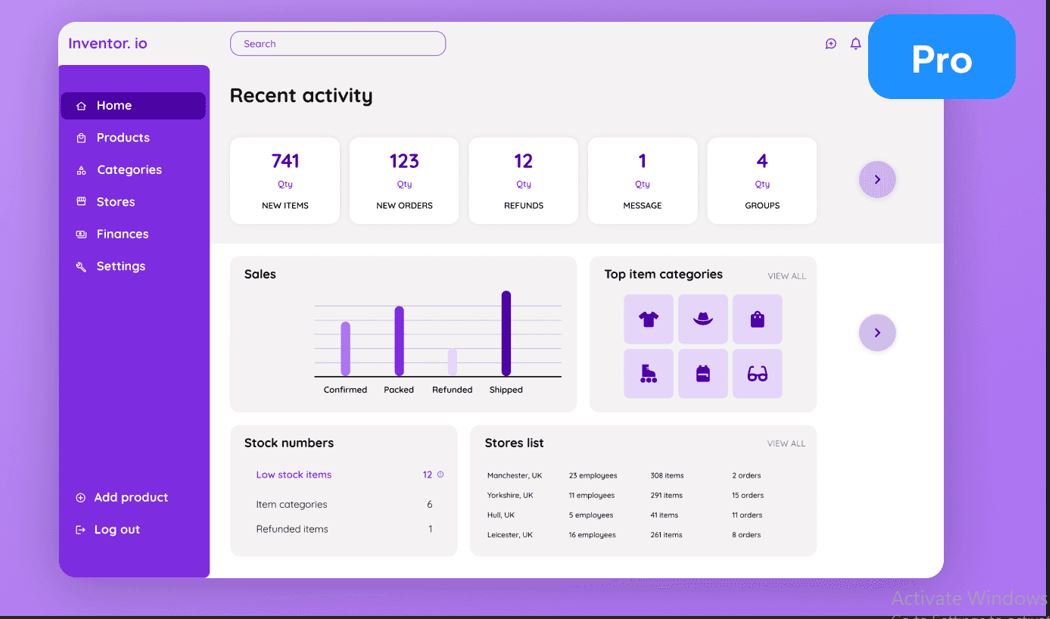 Inventor. io
Search
Pro
Home
Products
Categories
Stores
Finances
Settings
Add product
Log out
Recent activity
741 123 12 1 4
Qty Qty Qty Qty Qty
NEW ITEMS NEW ORDERS REFUNDS MESSAGE GROUPS
Sales
Confirmed Packed Refunded Shipped
Top item categories VIEW ALL
Stock numbers
Low stock items 12
Item categories 6
Refunded items 1
Stores list VIEW ALL
Manchester, UK 23 employees 308 items 2 orders
Yorkshire, UK 11 employees 291 items 15 orders
Hull, UK 5 employees 41 items 11 orders
Leicester, UK 16 employees 261 items 8 orders
Activate Windows